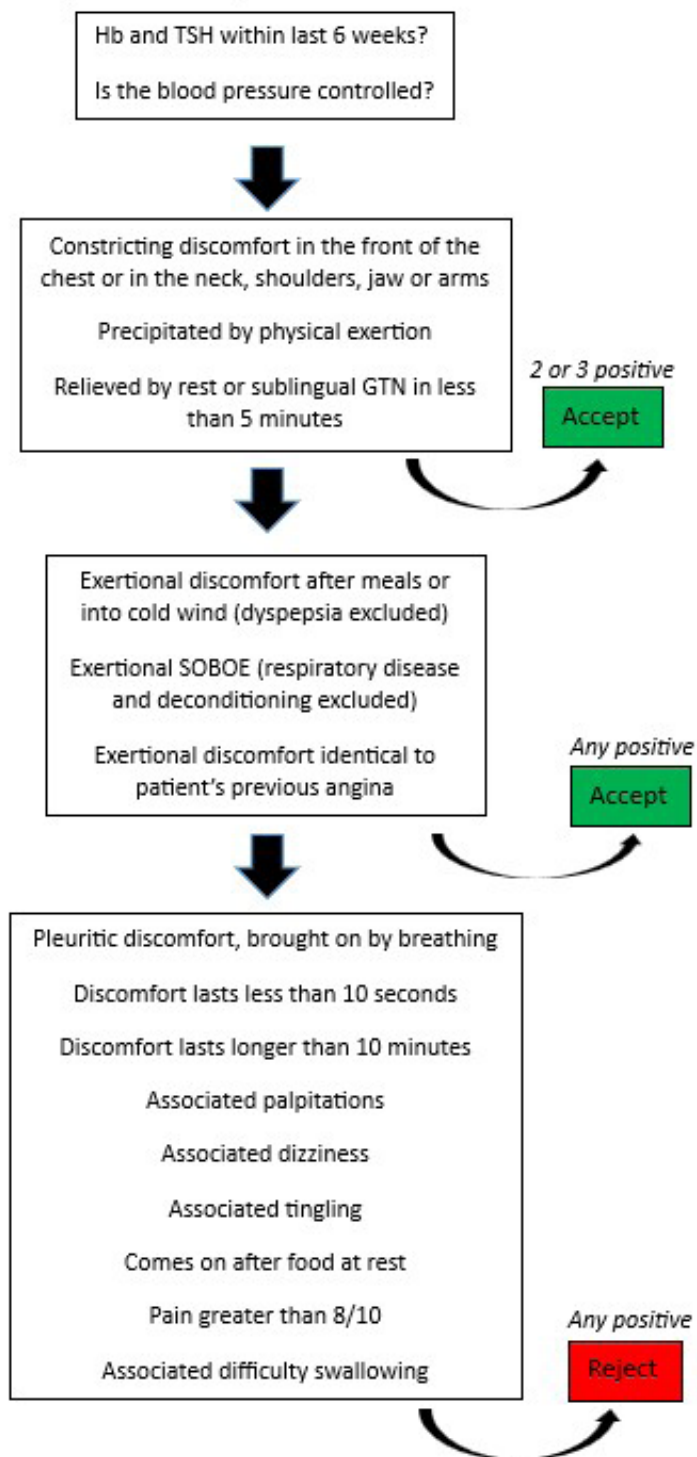 Hb and TSH within last 6 weeks?
Is the blood pressure controlled?
Constricting discomfort in the front of the
chest or in the neck, shoulders, jaw or arms
Precipitated by physical exertion
Relieved by rest or sublingual GTN in less
than 5 minutes
2 or 3 positive
Accept
Exertional discomfort after meals or
into cold wind (dyspepsia excluded)
Exertional SOBOE (respiratory disease
and deconditioning excluded)
Exertional discomfort identical to
patient's previous angina
Any positive
Accept
Pleuritic discomfort, brought on by breathing
Discomfort lasts less than 10 seconds
Discomfort lasts longer than 10 minutes
Associated palpitations
Associated dizziness
Associated tingling
Comes on after food at rest
Pain greater than 8/10
Associated difficulty swallowing
Any positive
Reject